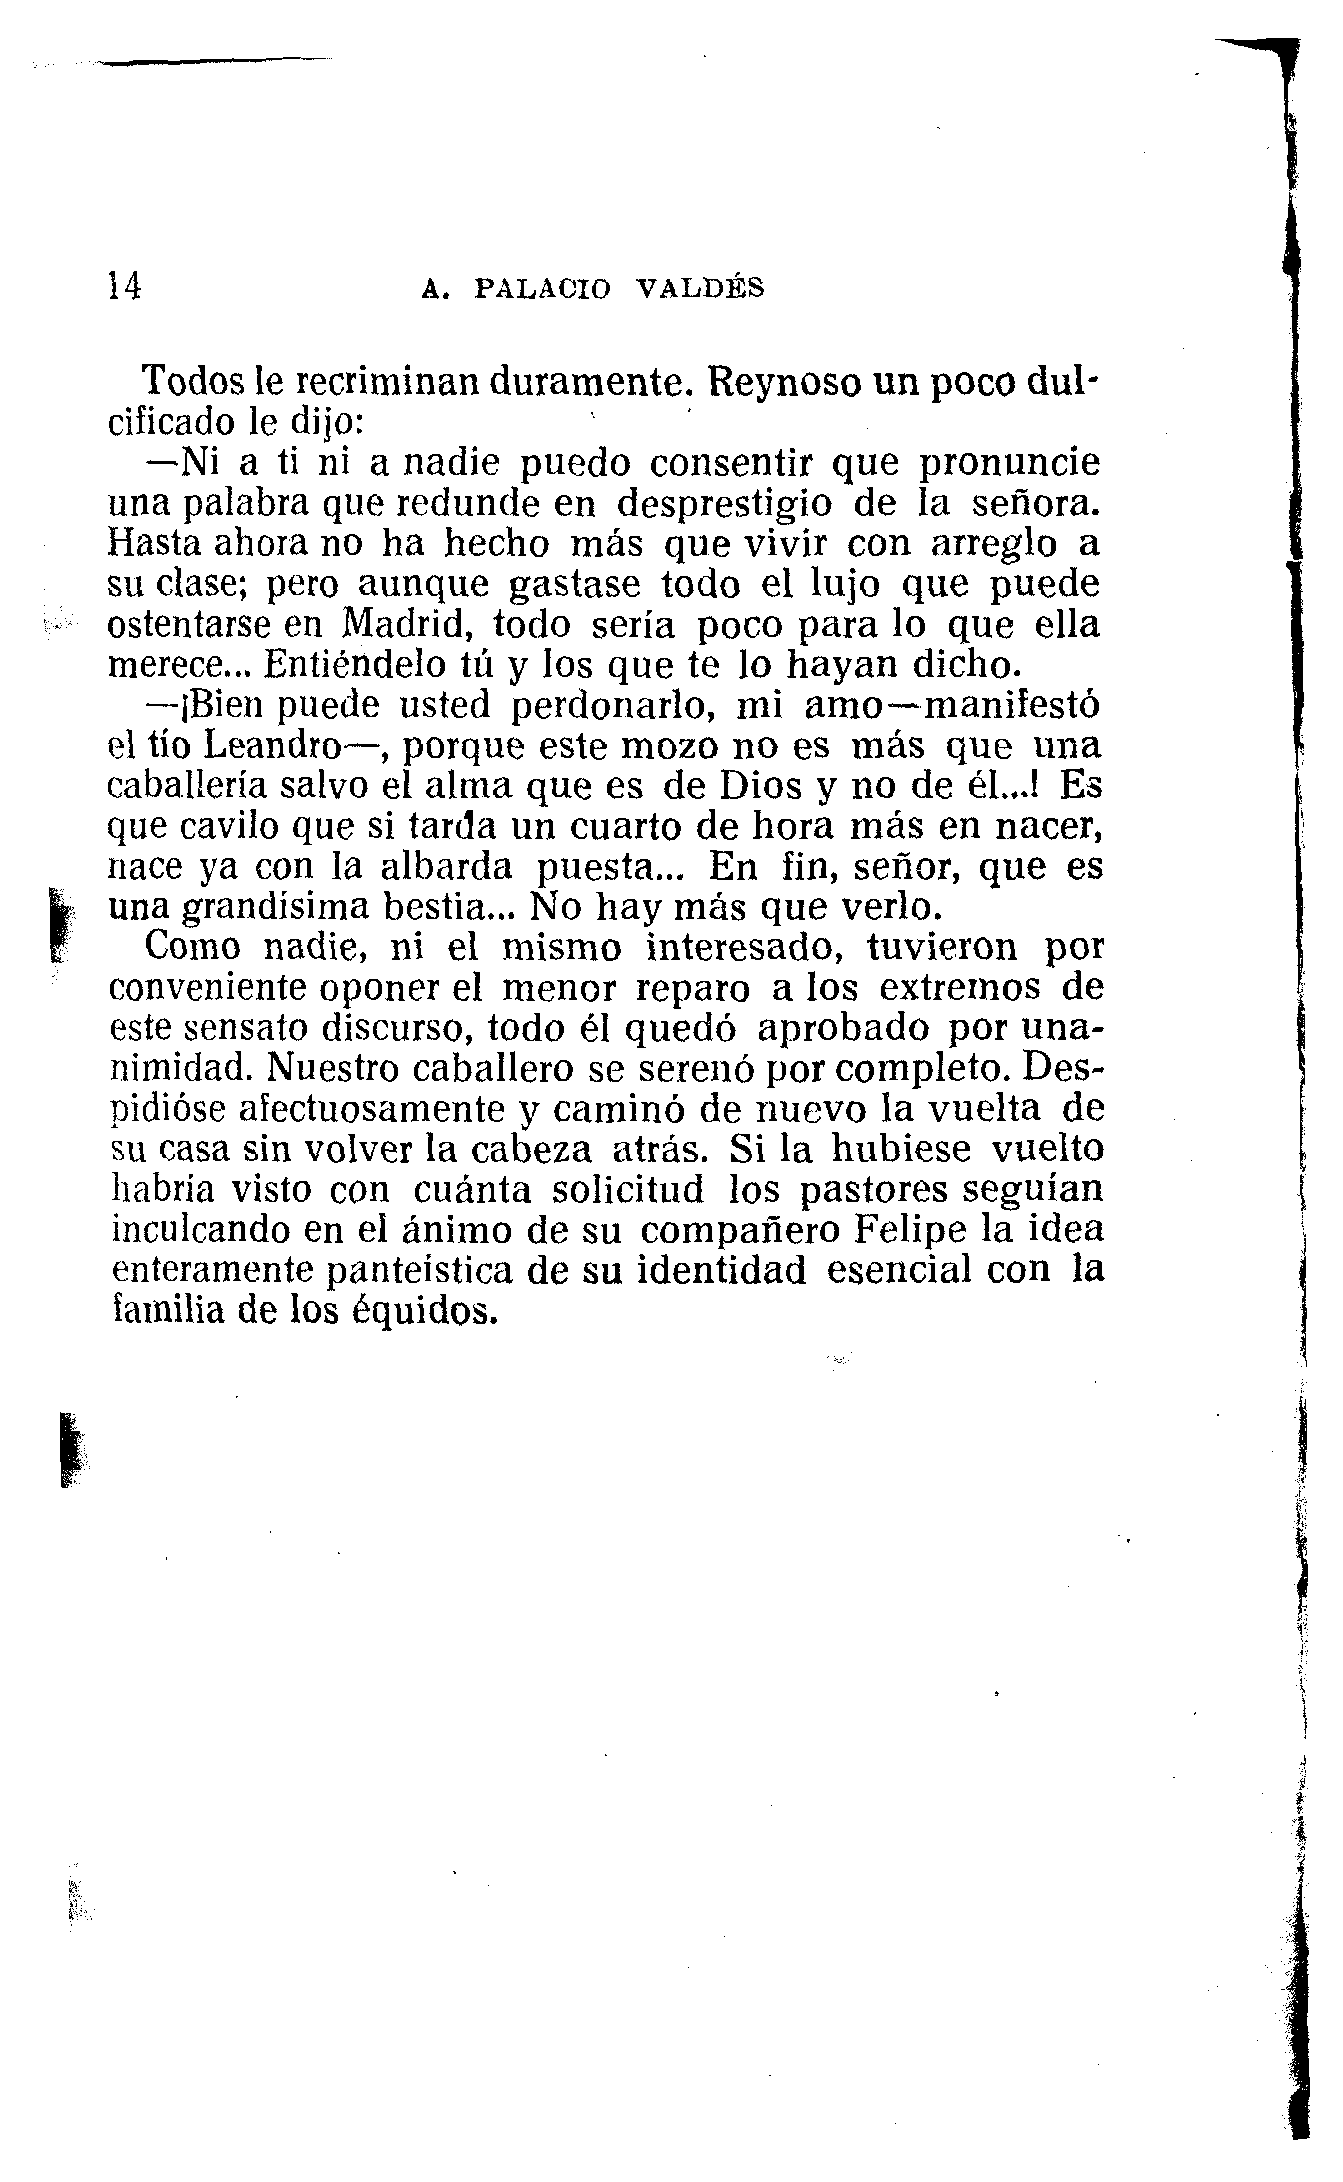 14 A. PALACIO VALDÉS
Todos le recriminan duramente. Reynoso un poco dul-
cificado le dijo:
—Ni a ti ni a nadie puedo consentir que pronuncie
una palabra que redunde en desprestigio de la señora.
Hasta ahora no ha hecho más que vivir con arreglo a
su clase; pero aunque gastase todo el lujo que puede
ostentarse en Madrid, todo sería poco para lo que ella
merece... Entiéndelo tú y los que te lo hayan dicho.
—¡Bien puede usted perdonarlo, mi amo—manifestó
el tío Leandro—, porque este mozo no es más que una
caballería salvo el alma que es de Dios y no de él...! Es
que cavilo que si tarda un cuarto de hora más en nacer,
nace ya con la albarda puesta... En fin, señor, que es
una grandísima bestia... No hay más que verlo.
Como nadie, ni el mismo interesado, tuvieron por
conveniente oponer el menor reparo a los extremos de
este sensato discurso, todo él quedó aprobado por una-
nimidad. Nuestro caballero se serenó por completo. Des-
pidióse afectuosamente y caminó de nuevo la vuelta de
su casa sin volver la cabeza atrás. Si la hubiese vuelto
habría visto con cuánta solicitud los pastores seguían
inculcando en el ánimo de su compañero Felipe la idea
enteramente panteística de su identidad esencial con la
familia de los équidos.